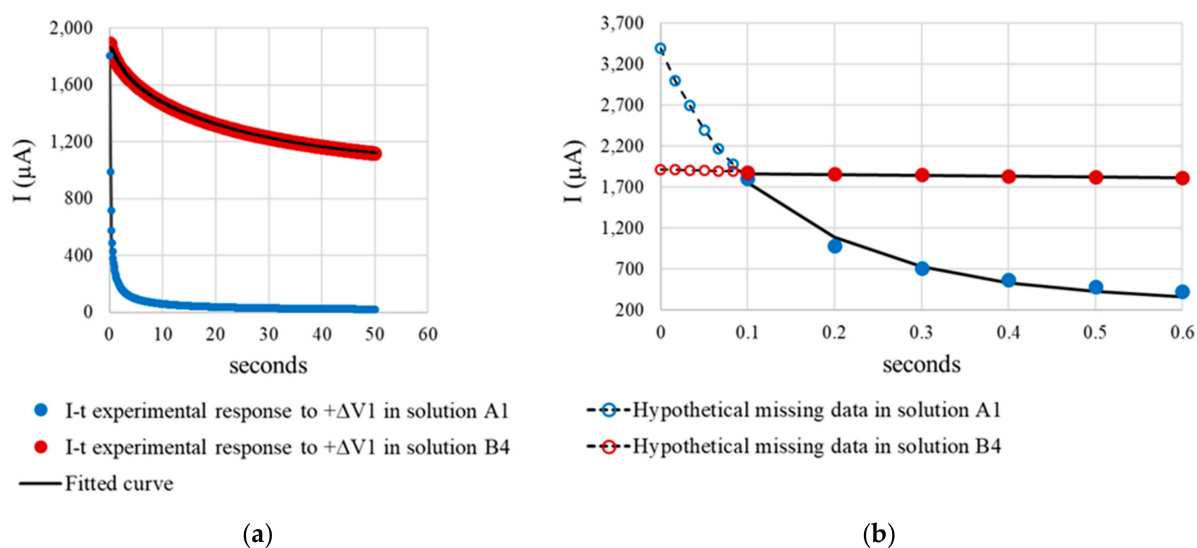 2,000
1,600
1,200
800
400
0
I (µA)
0 10 20 30 40 50 60
seconds
3,700
3,200
2,700
2,200
1,700
1,200
700
200
I (µA)
0 0.1 0.2 0.3 0.4 0.5 0.6
seconds
I-t experimental response to +ΔV1 in solution A1
I-t experimental response to +ΔV1 in solution B4
Fitted curve
Hypothetical missing data in solution A1
Hypothetical missing data in solution B4
(a)
(b)